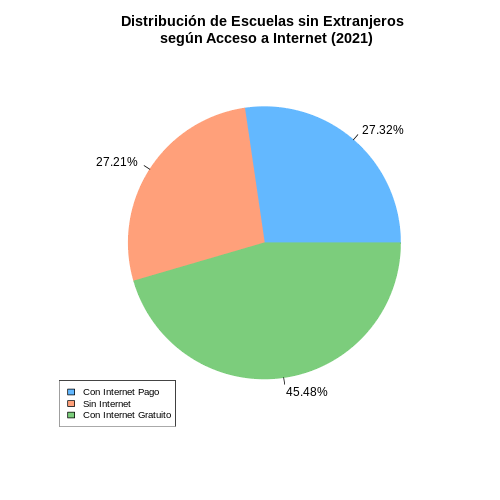 Distribución de Escuelas sin Extranjeros
según Acceso a Internet (2021)
27.32%
27.21%
45.48%
Con Internet Pago
Sin Internet
Con Internet Gratuito